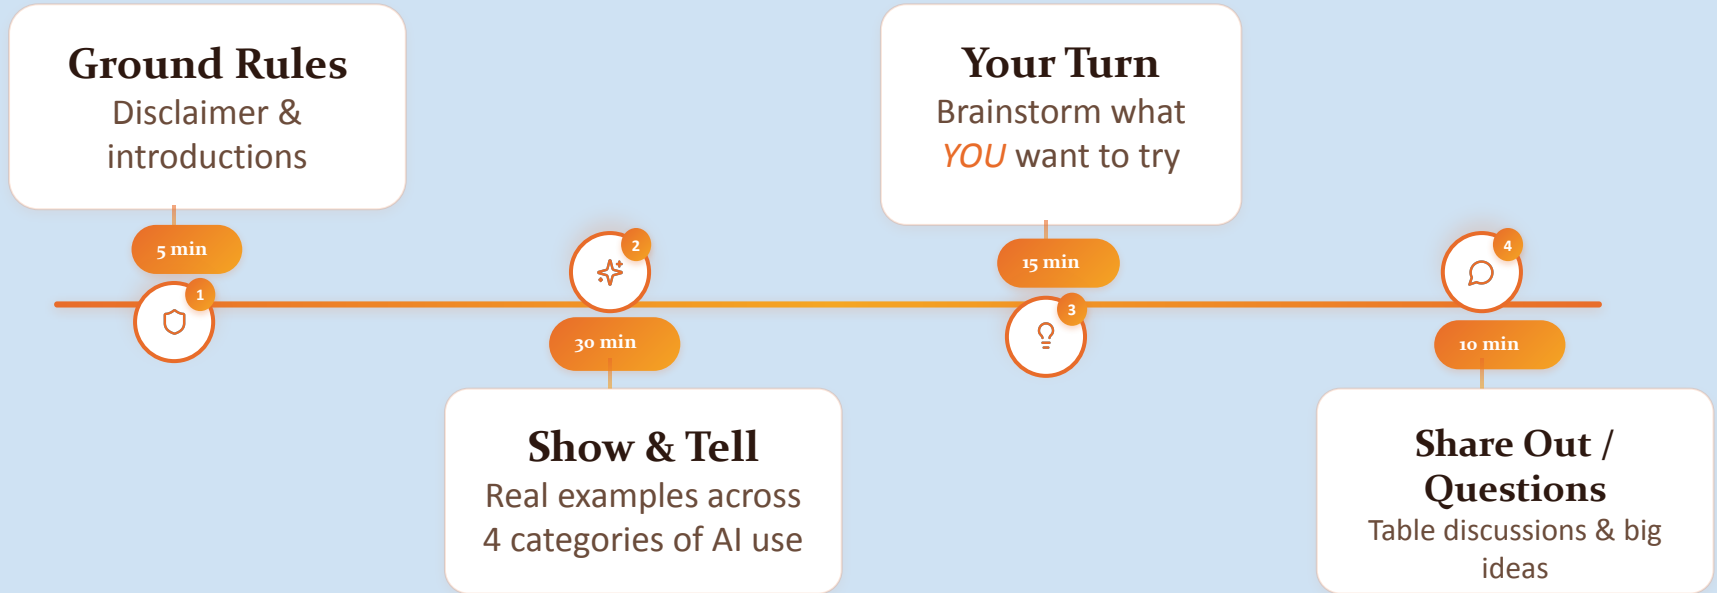 Ground Rules
Disclaimer &
introductions
5 min
1
2
30 min
Show & Tell
Real examples across
4 categories of AI use
Your Turn
Brainstorm what
YOU want to try
15 min
3
4
10 min
Share Out /
Questions
Table discussions & big
ideas